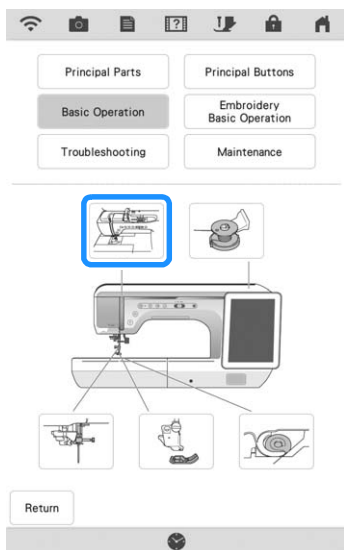 Principal Parts
Principal Buttons
Basic Operation
Embroidery
Basic Operation
Troubleshooting
Maintenance
Return